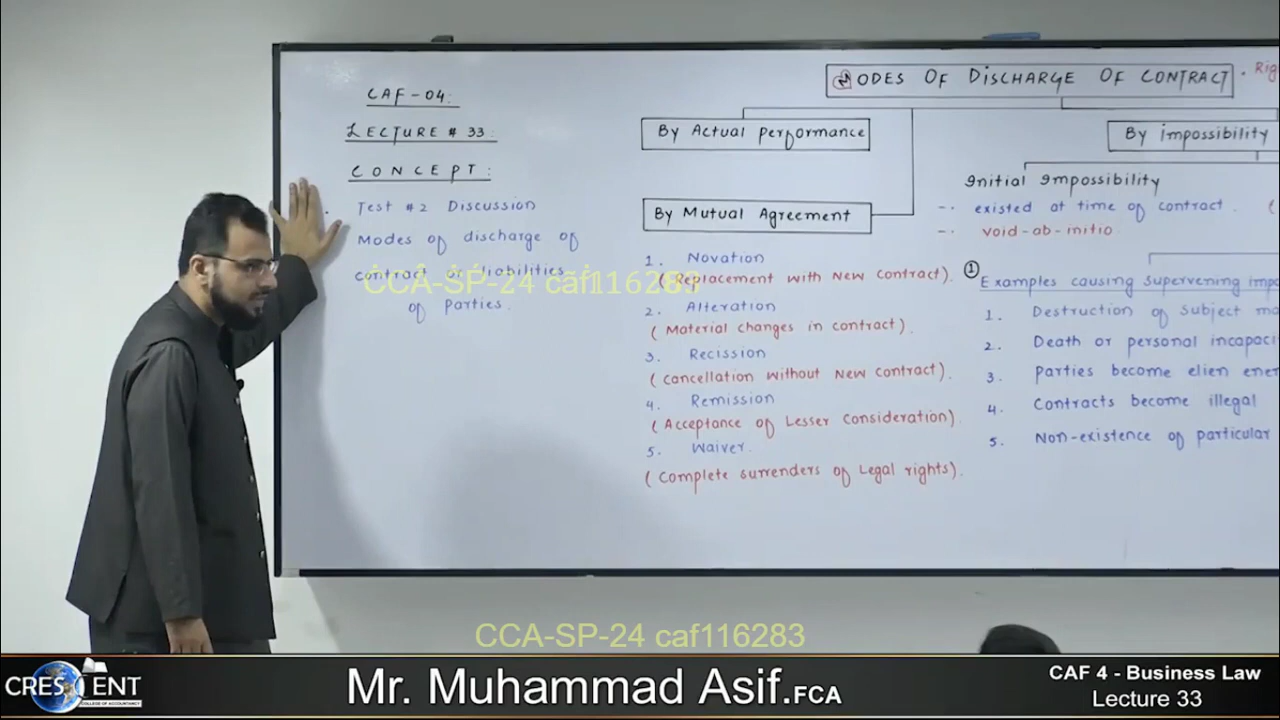 CAF-04.
LECTURE # 33:
CONCEPT:
Test #2 Discussion
Modes of discharge of
contract or liabilities
of parties.
CCA-SP-24 caf116283
MODES OF DISCHARGE OF CONTRACT
By Actual Performance
By Mutual Agreement
1. Novation
(Replacement with New Contract).
2. Alteration
(Material changes in contract).
3. Recission
(cancellation without New contract).
4. Remission
(Acceptance of Lesser Consideration).
5. Waiver.
(Complete surrenders of Legal rights).
By impossibility
Initial Impossibility
-. existed at time of contract.
-. void-ab-initio
① Examples causing supervening
1. Destruction of subject
2. Death or personal
3. Parties become elien
4. Contracts become illegal
5. Non-existence of particular
CCA-SP-24 caf116283
CRESCENT
COLLEGE OF ACCOUNTANCY
Mr. Muhammad Asif.FCA
CAF 4 - Business Law
Lecture 33